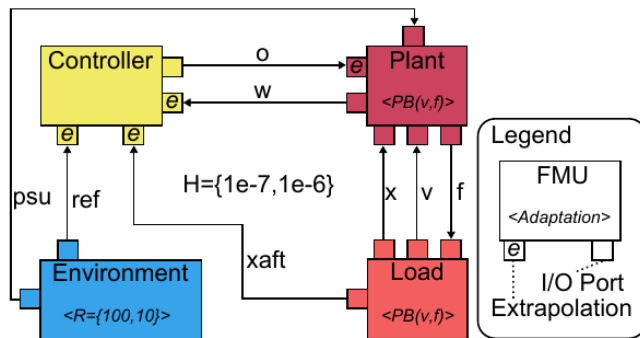 Controller
o
e
Plant
<PB(v,f)>
e
w
e
e
Legend
FMU
<Adaptation>
e
I/O Port
Extrapolation
H={1e-7,1e-6}
psu
ref
x
v
f
xaft
Environment
<R={100,10}>
Load
<PB(v,f)>